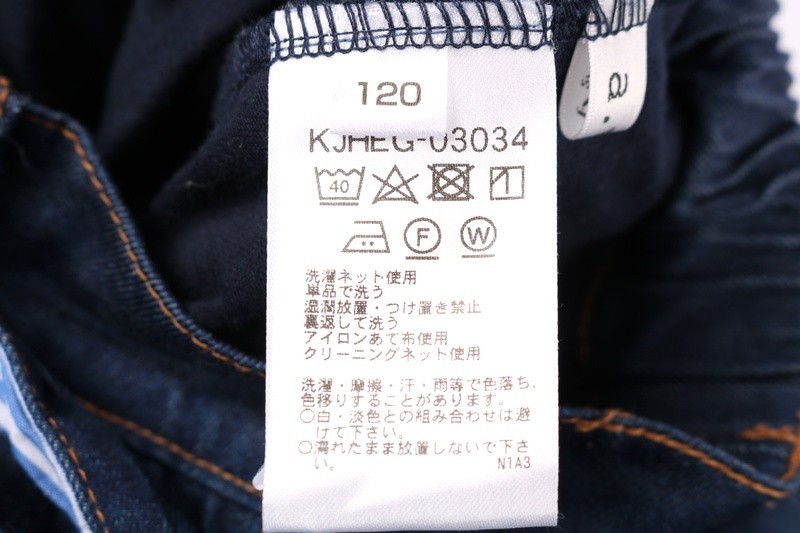 120
KJHEG-03034
40
F
W
洗濯ネット使用
単品で洗う
温潤放置・つけ置き禁止
裏返して洗う
アイロンあて布使用
クリーニングネット使用
洗濯・摩擦・汗・雨等で色落ち、
色移りすることがあります。
○白・淡色との組み合わせは避
けて下さい。
○濡れたまま放置しないで下さ
い。
N1A3
a